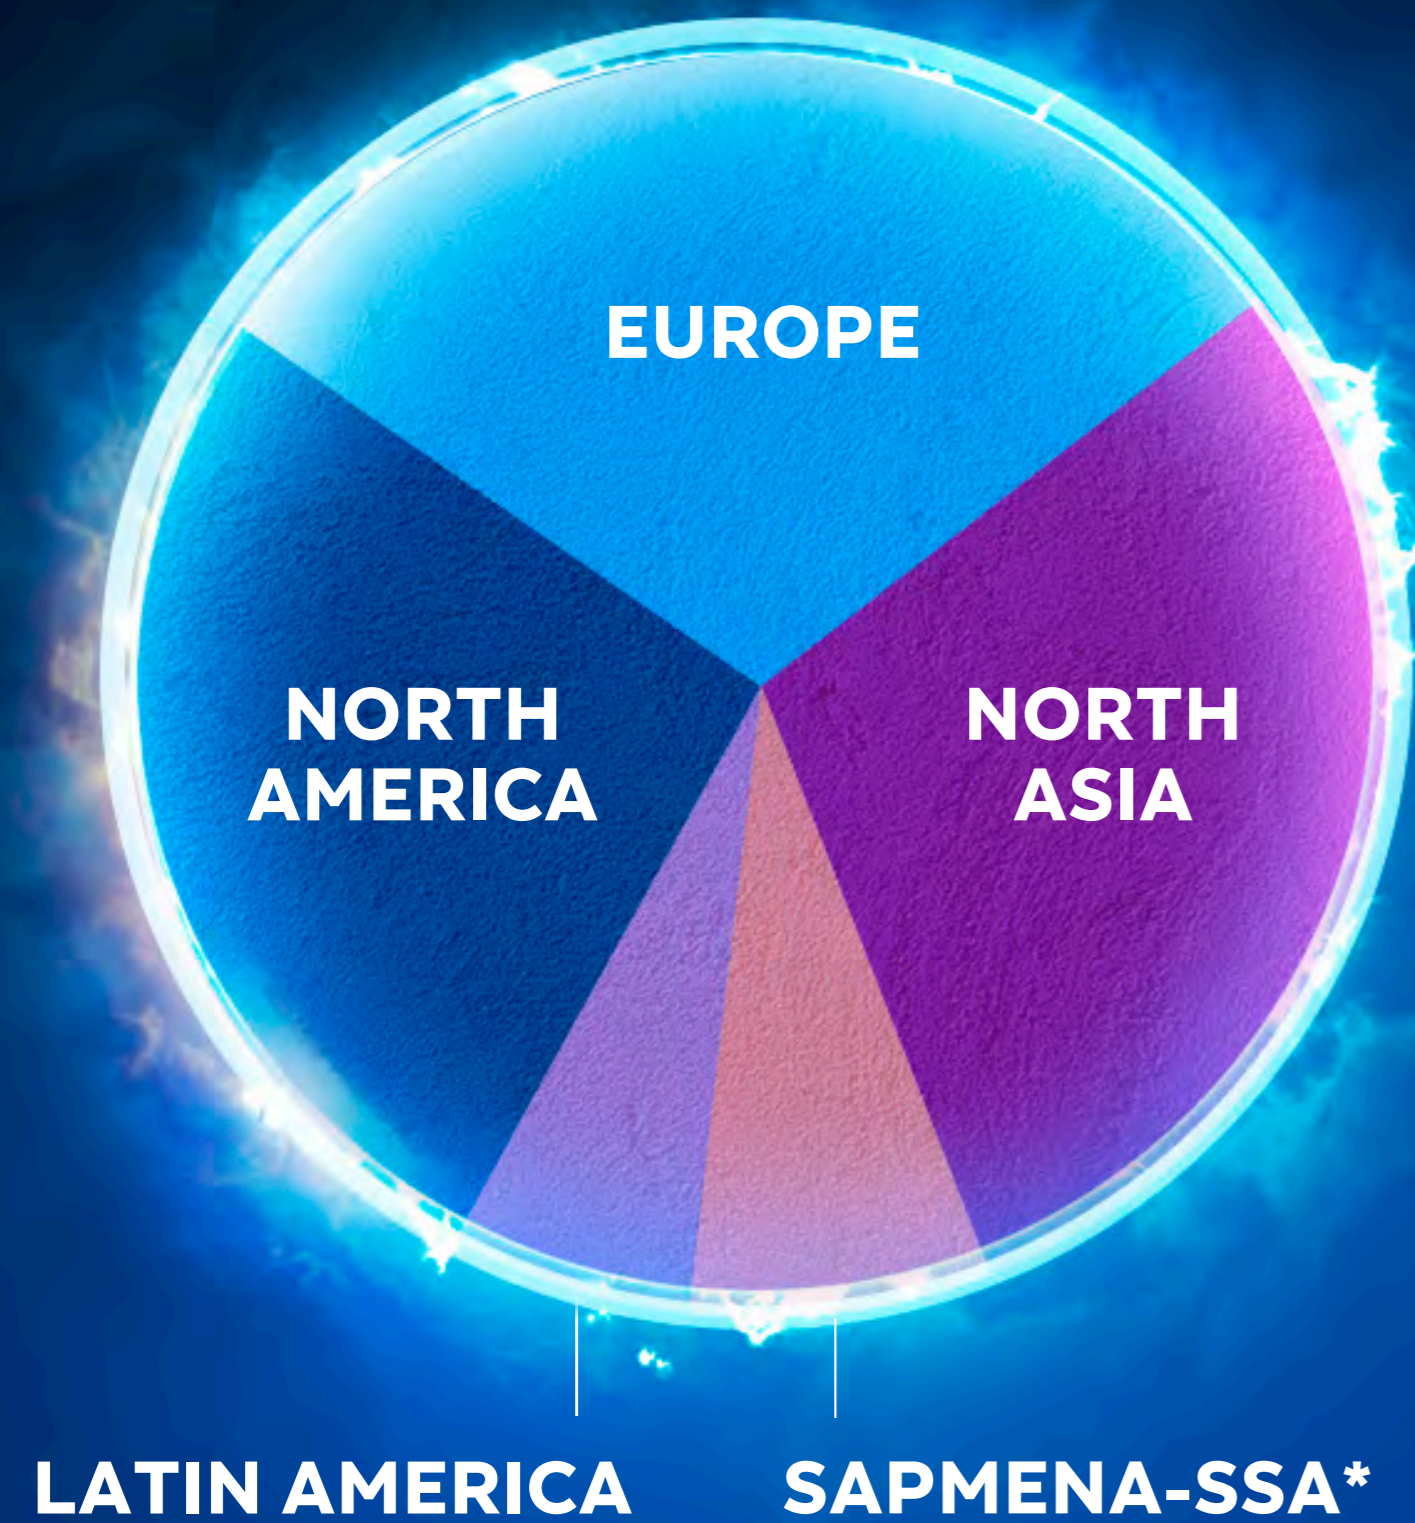 EUROPE
NORTH
AMERICA
NORTH
ASIA
LATIN AMERICA
SAPMENA-SSA*